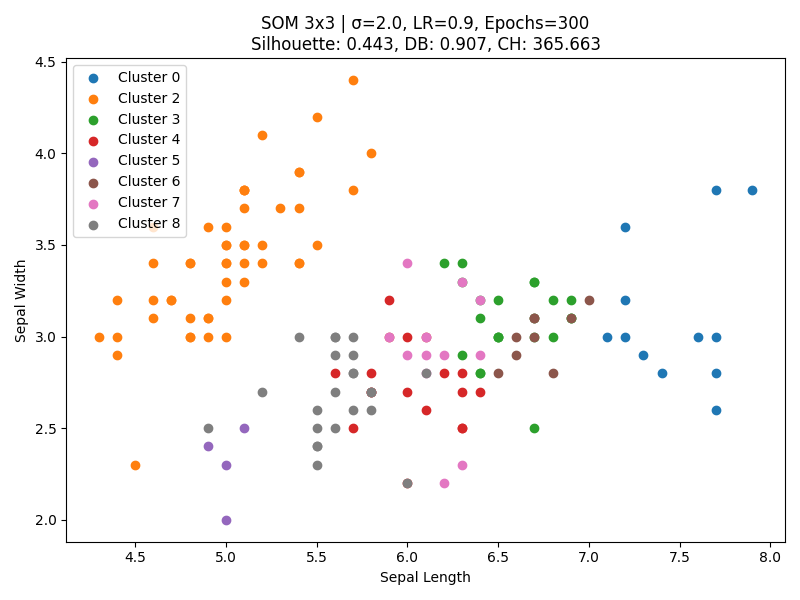 SOM 3x3 | σ=2.0, LR=0.9, Epochs=300
Silhouette: 0.443, DB: 0.907, CH: 365.663
Cluster 0
Cluster 2
Cluster 3
Cluster 4
Cluster 5
Cluster 6
Cluster 7
Cluster 8
Sepal Width
4.5
4.0
3.5
3.0
2.5
2.0
4.5 5.0 5.5 6.0 6.5 7.0 7.5 8.0
Sepal Length